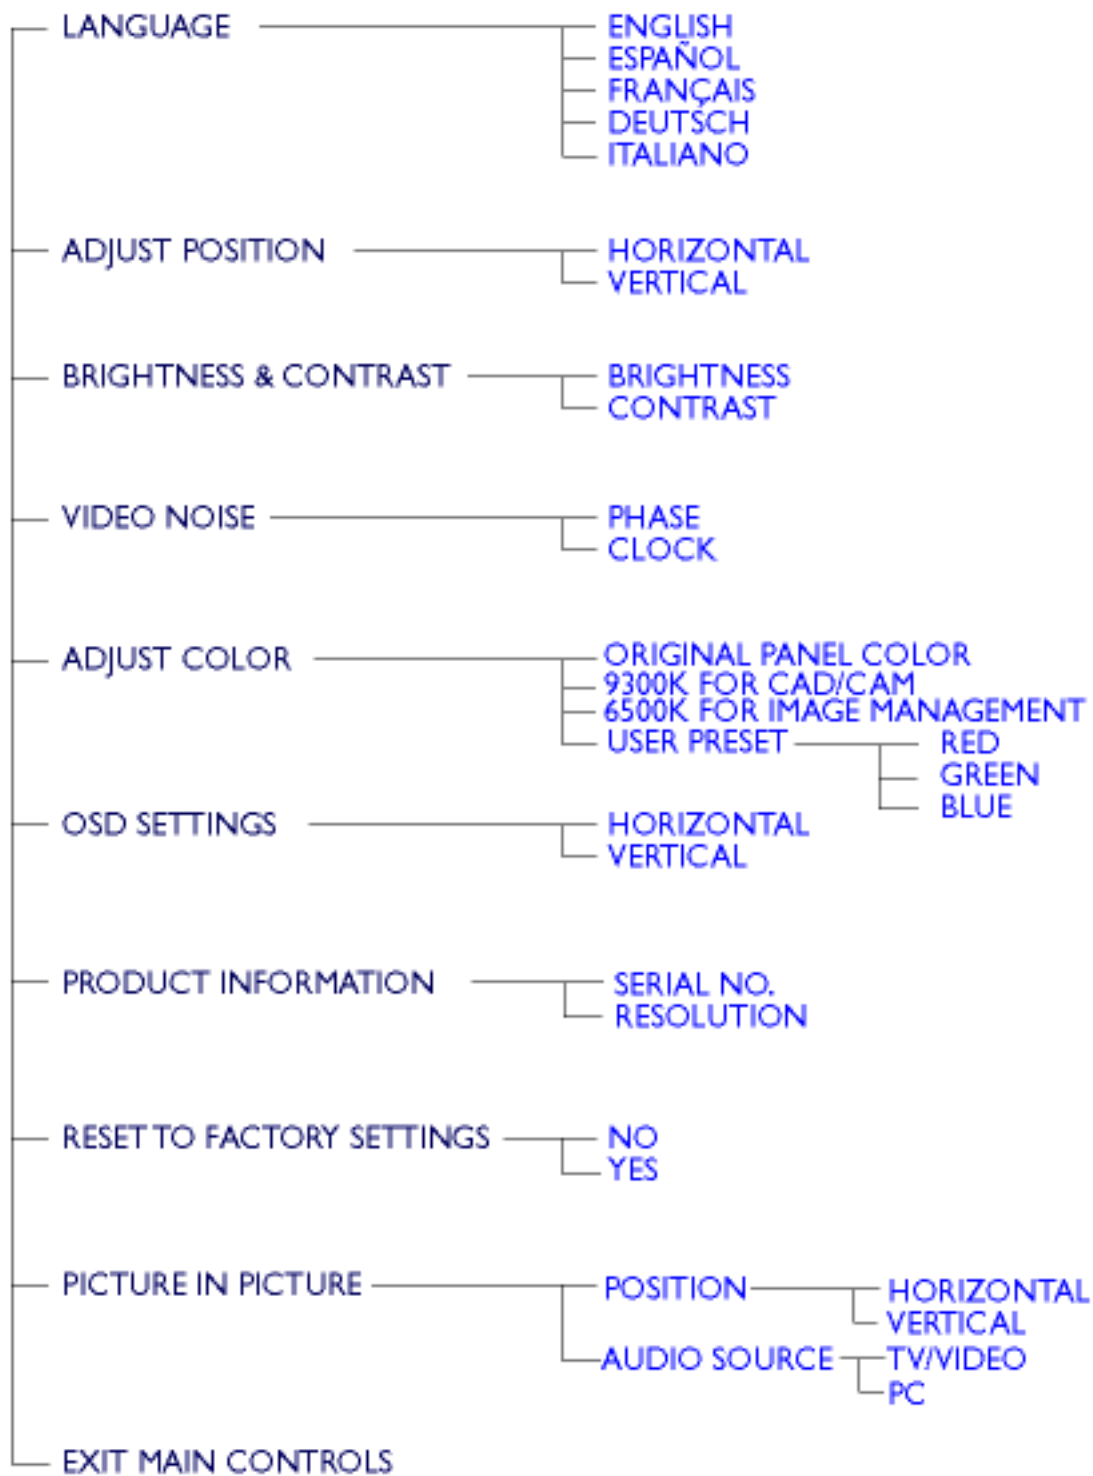 LANGUAGE ENGLISH
ESPAÑOL
FRANÇAIS
DEUTSCH
ITALIANO
ADJUST POSITION HORIZONTAL
VERTICAL
BRIGHTNESS & CONTRAST BRIGHTNESS
CONTRAST
VIDEO NOISE PHASE
CLOCK
ADJUST COLOR ORIGINAL PANEL COLOR
9300K FOR CAD/CAM
6500K FOR IMAGE MANAGEMENT
USER PRESET RED
GREEN
BLUE
OSD SETTINGS HORIZONTAL
VERTICAL
PRODUCT INFORMATION SERIAL NO.
RESOLUTION
RESET TO FACTORY SETTINGS NO
YES
PICTURE IN PICTURE POSITION HORIZONTAL
VERTICAL
AUDIO SOURCE TV/VIDEO
PC
EXIT MAIN CONTROLS